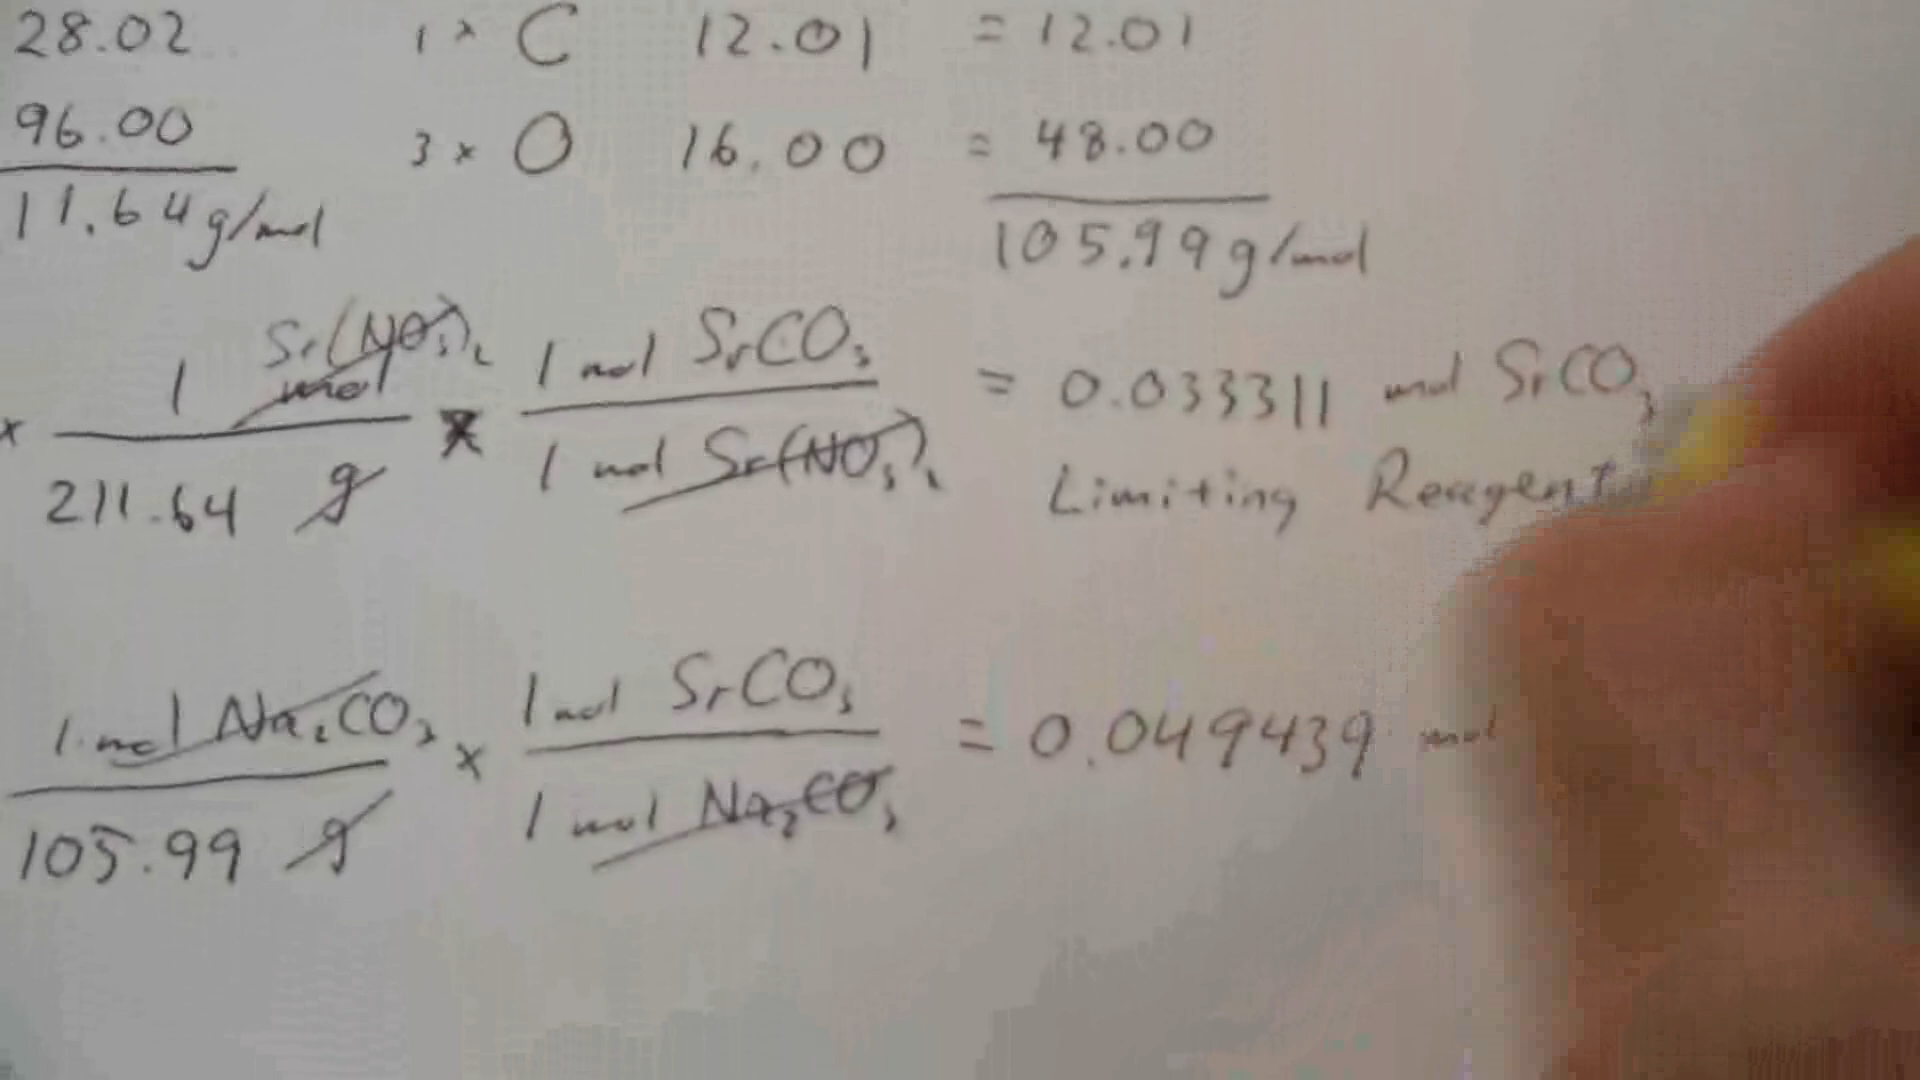 28.02 1 × C 12.01 = 12.01
96.00 3 × O 16.00 = 48.00
11.64 g/mol 105.99 g/mol
× 1 Sr(NO₃)₂ mol / 211.64 g × 1 mol SrCO₃ / 1 mol Sr(NO₃)₂ = 0.033311 mol SrCO₃
Limiting Reagent
1 mol Na₂CO₃ / 105.99 g × 1 mol SrCO₃ / 1 mol Na₂CO₃ = 0.049439 mol